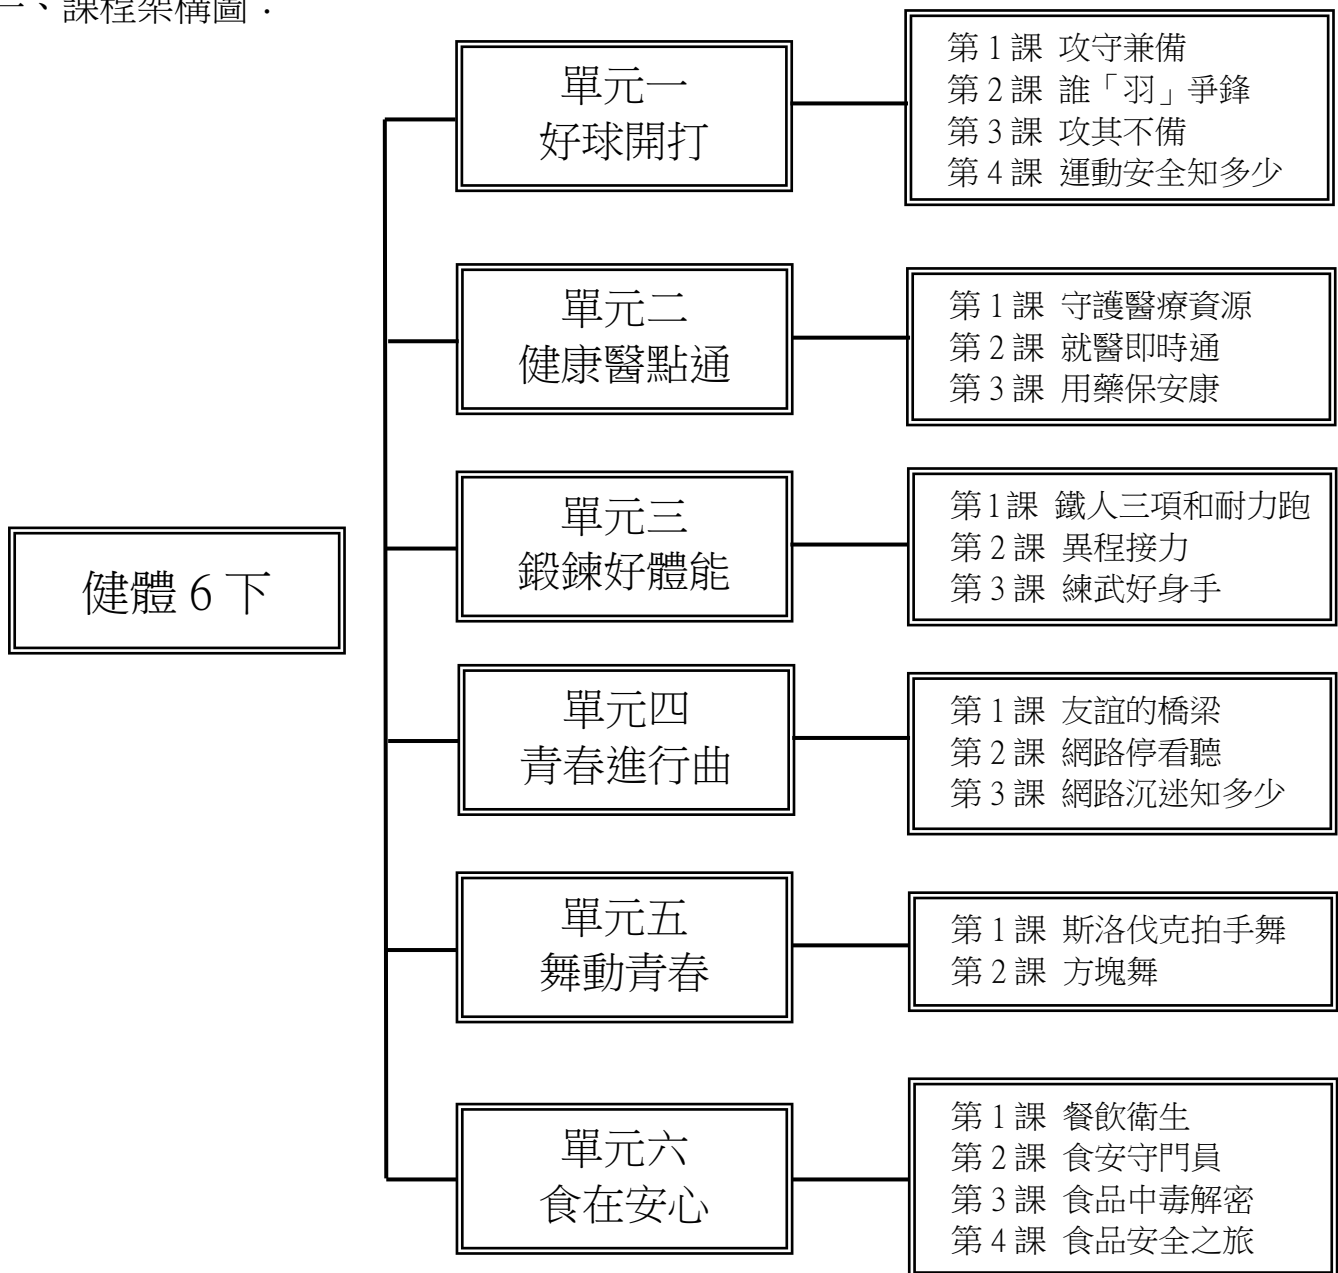 一、課程架構圖：
單元一
好球開打
第 1 課 攻守兼備
第 2 課 誰「羽」爭鋒
第 3 課 攻其不備
第 4 課 運動安全知多少
單元二
健康醫點通
第 1 課 守護醫療資源
第 2 課 就醫即時通
第 3 課 用藥保安康
健體 6 下
單元三
鍛鍊好體能
第 1 課 鐵人三項和耐力跑
第 2 課 異程接力
第 3 課 練武好身手
單元四
青春進行曲
第 1 課 友誼的橋梁
第 2 課 網路停看聽
第 3 課 網路沉迷知多少
單元五
舞動青春
第 1 課 斯洛伐克拍手舞
第 2 課 方塊舞
單元六
食在安心
第 1 課 餐飲衛生
第 2 課 食安守門員
第 3 課 食品中毒解密
第 4 課 食品安全之旅